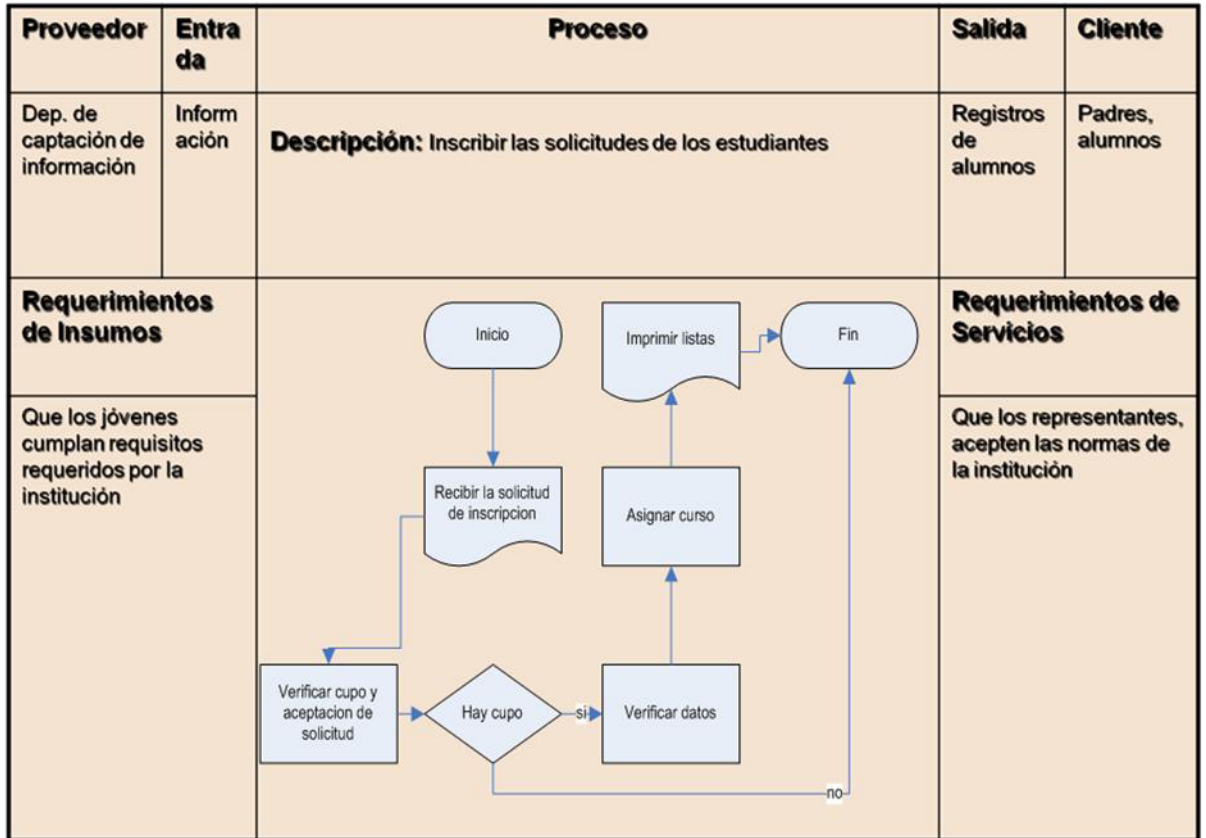 Proveedor
Entra
da
Proceso
Salida
Cliente
Dep. de
captación de
información
Inform
ación
Descripción: Inscribir las solicitudes de los estudiantes
Registros
de
alumnos
Padres,
alumnos
Requerimientos
de Insumos
Que los jóvenes
cumplan requisitos
requeridos por la
institución
Inicio
Recibir la solicitud
de inscripcion
Verificar cupo y
aceptacion de
solicitud
Hay cupo
si
Verificar datos
Asignar curso
Imprimir listas
Fin
no
Requerimientos de
Servicios
Que los representantes,
acepten las normas de
la institución